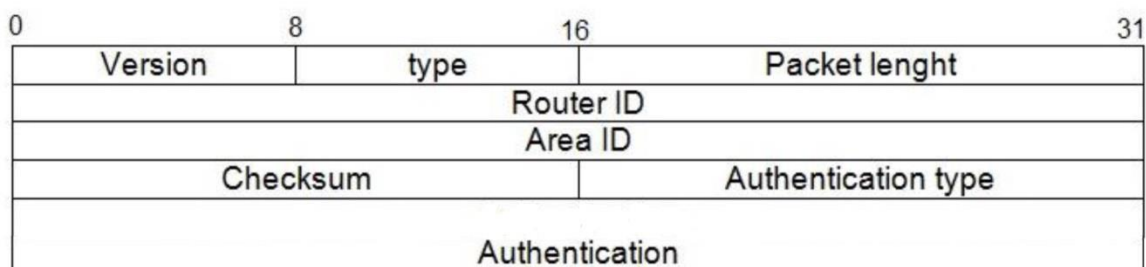 0 8 16 31
Version type Packet lenght
Router ID
Area ID
Checksum Authentication type
Authentication